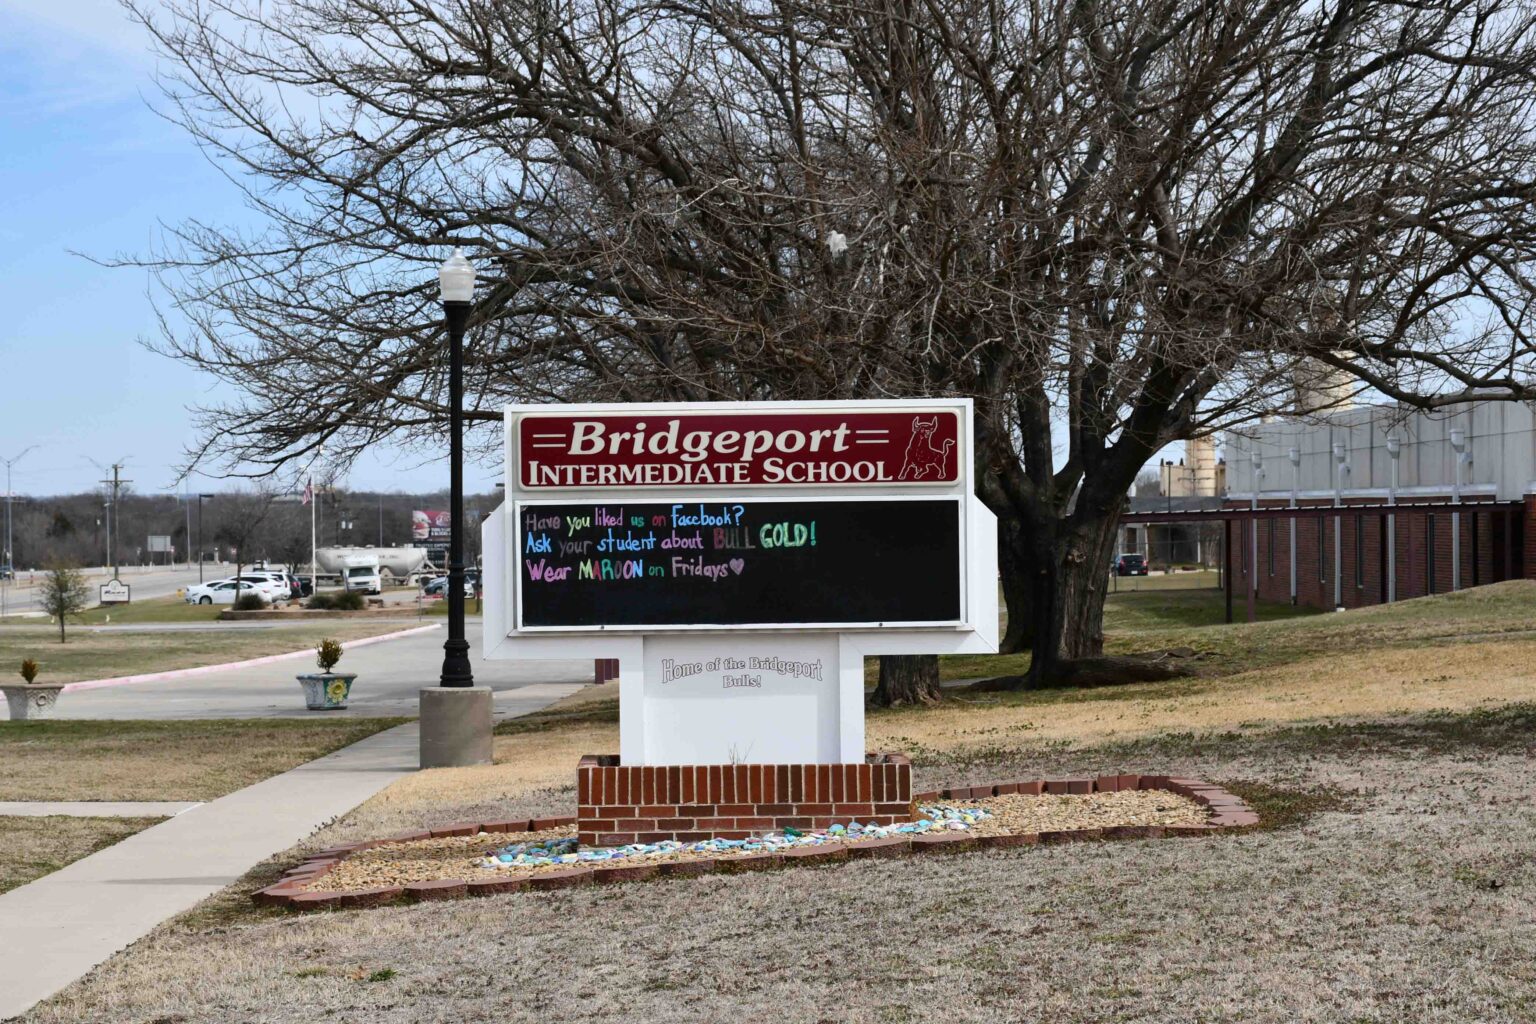 =Bridgeport=
INTERMEDIATE SCHOOL
Have you liked us on Facebook?
Ask your student about BULL GOLD!
Wear MAROON on Fridays♥
Home of the Bridgeport
Bulls!